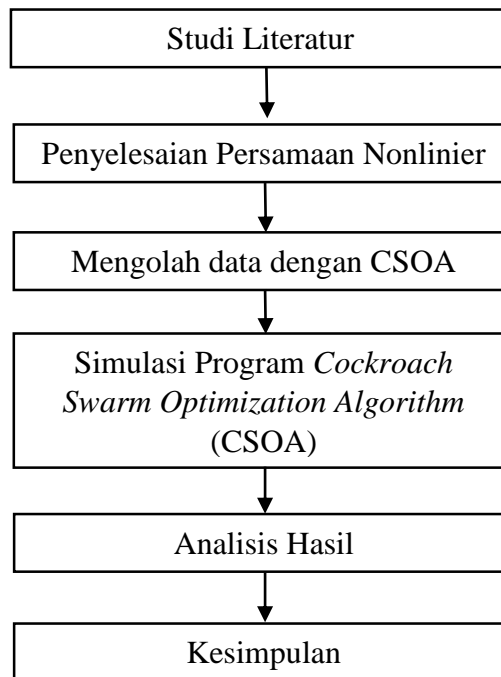 Studi Literatur
Penyelesaian Persamaan Nonlinier
Mengolah data dengan CSOA
Simulasi Program Cockroach
Swarm Optimization Algorithm
(CSOA)
Analisis Hasil
Kesimpulan